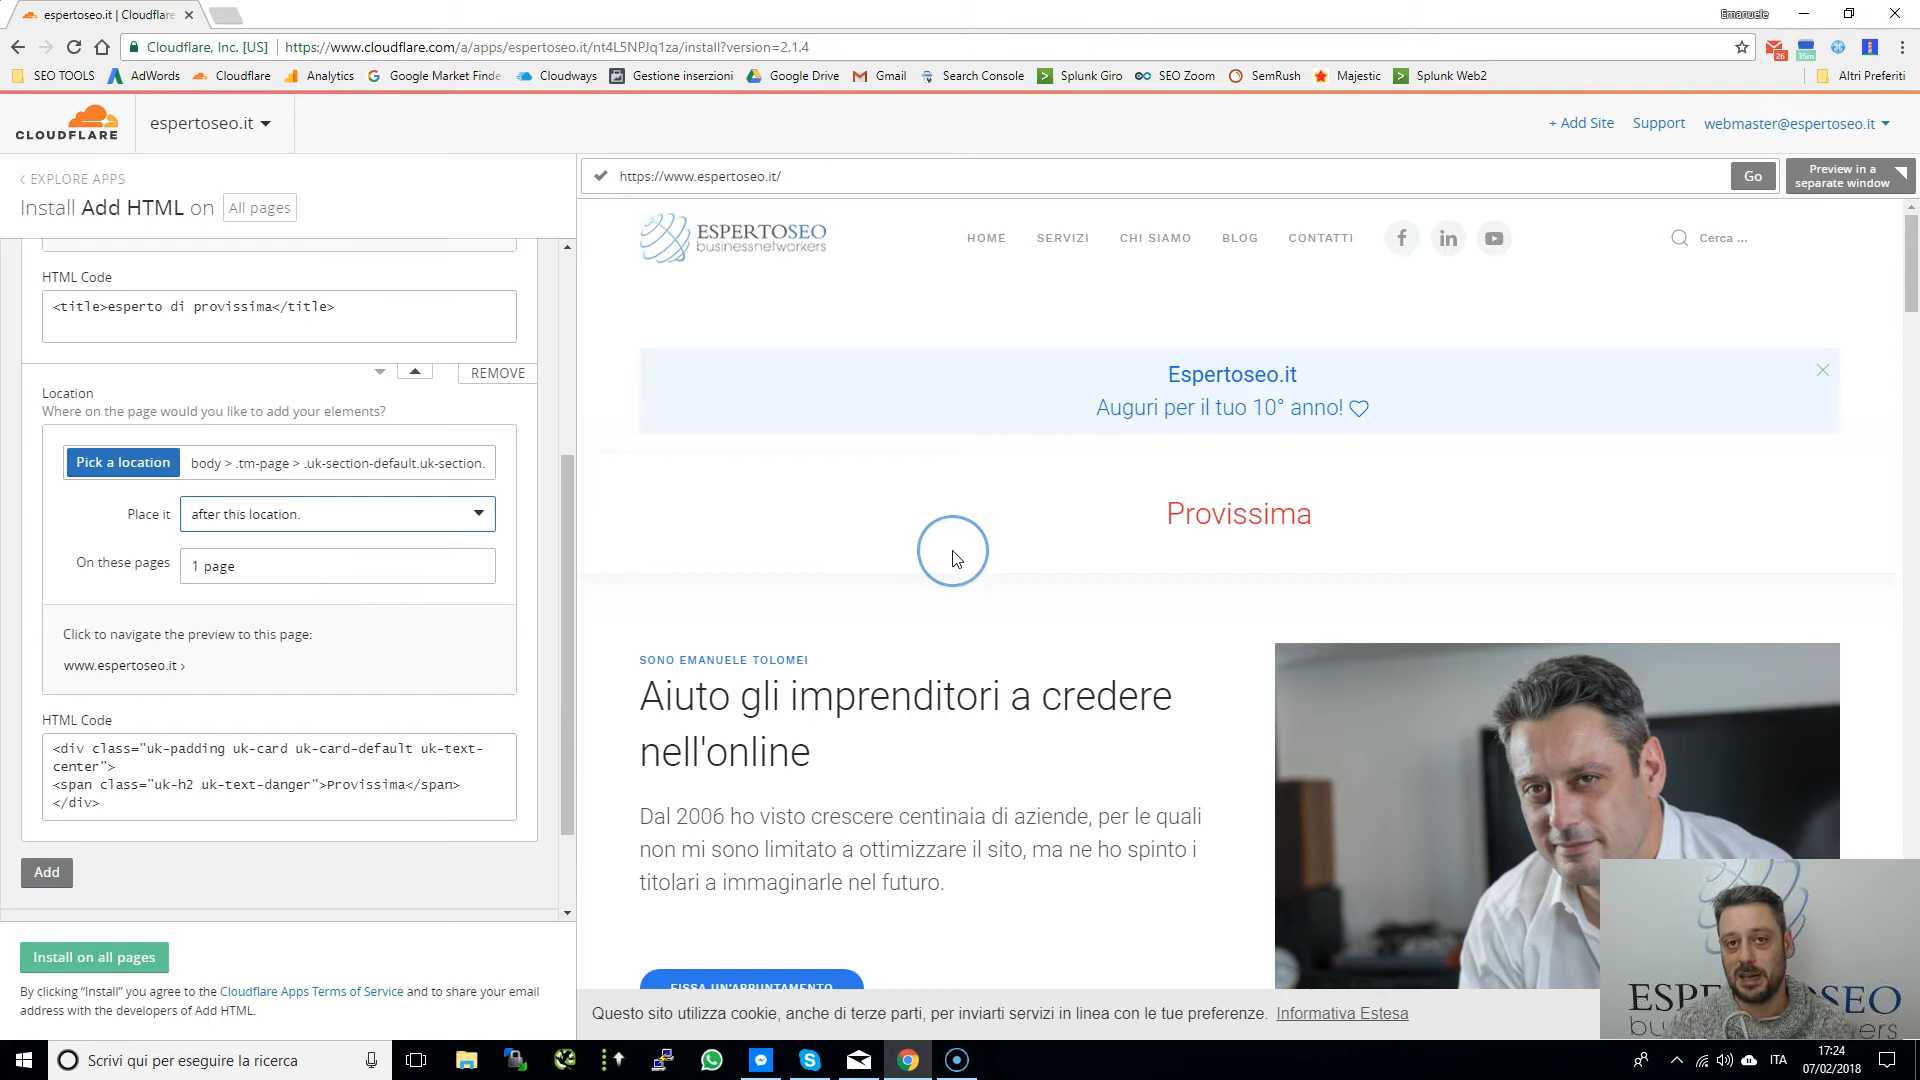 espertoseo.it | Cloudflare
Emanuele
Cloudflare, Inc. [US]
https://www.cloudflare.com/a/apps/espertoseo.it/nt4L5NPJq1za/install?version=2.1.4
26
35m
SEO TOOLS
AdWords
Cloudflare
Analytics
Google Market Finde
Cloudways
Gestione inserzioni
Google Drive
Gmail
Search Console
Splunk Giro
SEO Zoom
SemRush
Majestic
Splunk Web2
Altri Preferiti
CLOUDFLARE
espertoseo.it
+ Add Site
Support
webmaster@espertoseo.it
< EXPLORE APPS
Install Add HTML on All pages
HTML Code
<title>esperto di provissima</title>
REMOVE
Location
Where on the page would you like to add your elements?
Pick a location
body > .tm-page > .uk-section-default.uk-section.
Place it
after this location.
On these pages
1 page
Click to navigate the preview to this page:
www.espertoseo.it ›
HTML Code
<div class="uk-padding uk-card uk-card-default uk-text-
center">
<span class="uk-h2 uk-text-danger">Provissima</span>
</div>
Add
Install on all pages
By clicking "Install" you agree to the Cloudflare Apps Terms of Service and to share your email
address with the developers of Add HTML.
https://www.espertoseo.it/
Go
Preview in a
separate window
ESPERTOSEO
businessnetworkers
HOME
SERVIZI
CHI SIAMO
BLOG
CONTATTI
Cerca ...
Espertoseo.it
Auguri per il tuo 10° anno!
Provissima
SONO EMANUELE TOLOMEI
Aiuto gli imprenditori a credere
nell'online
Dal 2006 ho visto crescere centinaia di aziende, per le quali
non mi sono limitato a ottimizzare il sito, ma ne ho spinto i
titolari a immaginarle nel futuro.
FISSA UN'APPUNTAMENTO
Questo sito utilizza cookie, anche di terze parti, per inviarti servizi in linea con le tue preferenze. Informativa Estesa
Scrivi qui per eseguire la ricerca
ITA
17:24
07/02/2018